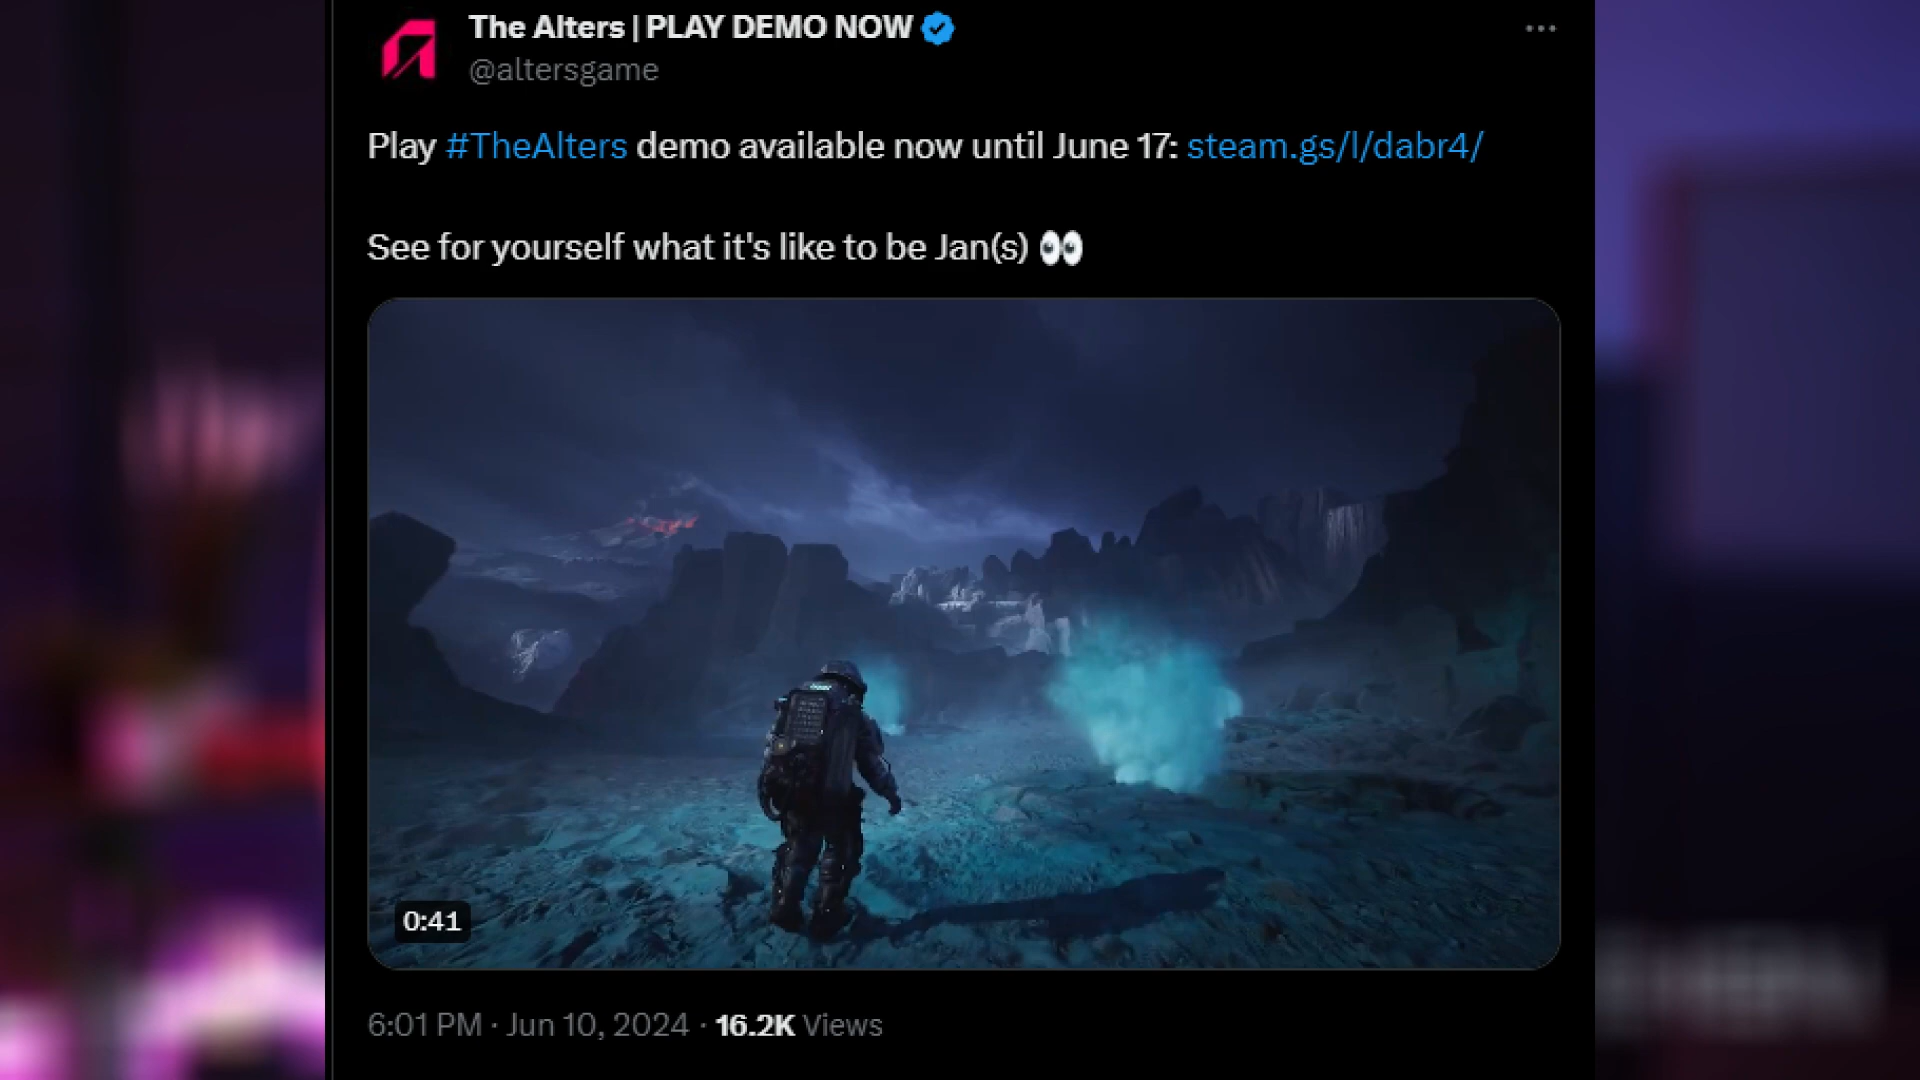 The Alters | PLAY DEMO NOW
@altersgame
Play #TheAlters demo available now until June 17: steam.gs/l/dabr4/
See for yourself what it's like to be Jan(s) 👀
0:41
6:01 PM · Jun 10, 2024 · 16.2K Views